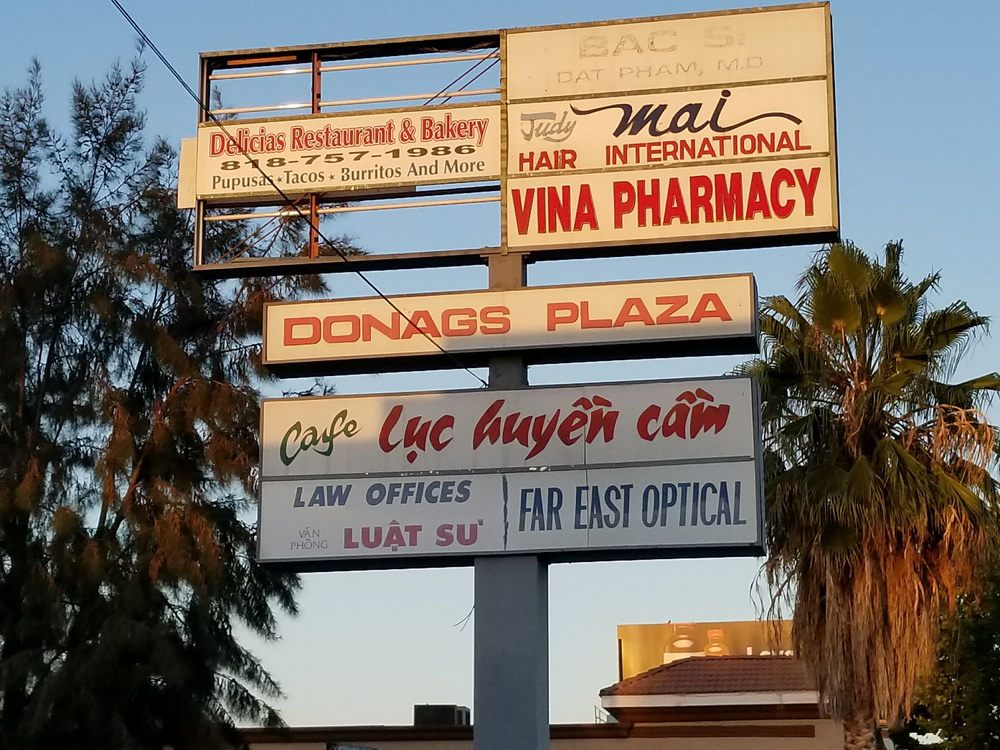 Delicias Restaurant & Bakery
818-757-1986
Pupusas • Tacos • Burritos And More
BAC SI
DAT PHAM, M.D.
Judy mai
HAIR INTERNATIONAL
VINA PHARMACY
DONAGS PLAZA
Cafe Lục huyền cầm
LAW OFFICES
VĂN PHÒNG LUẬT SƯ
FAR EAST OPTICAL